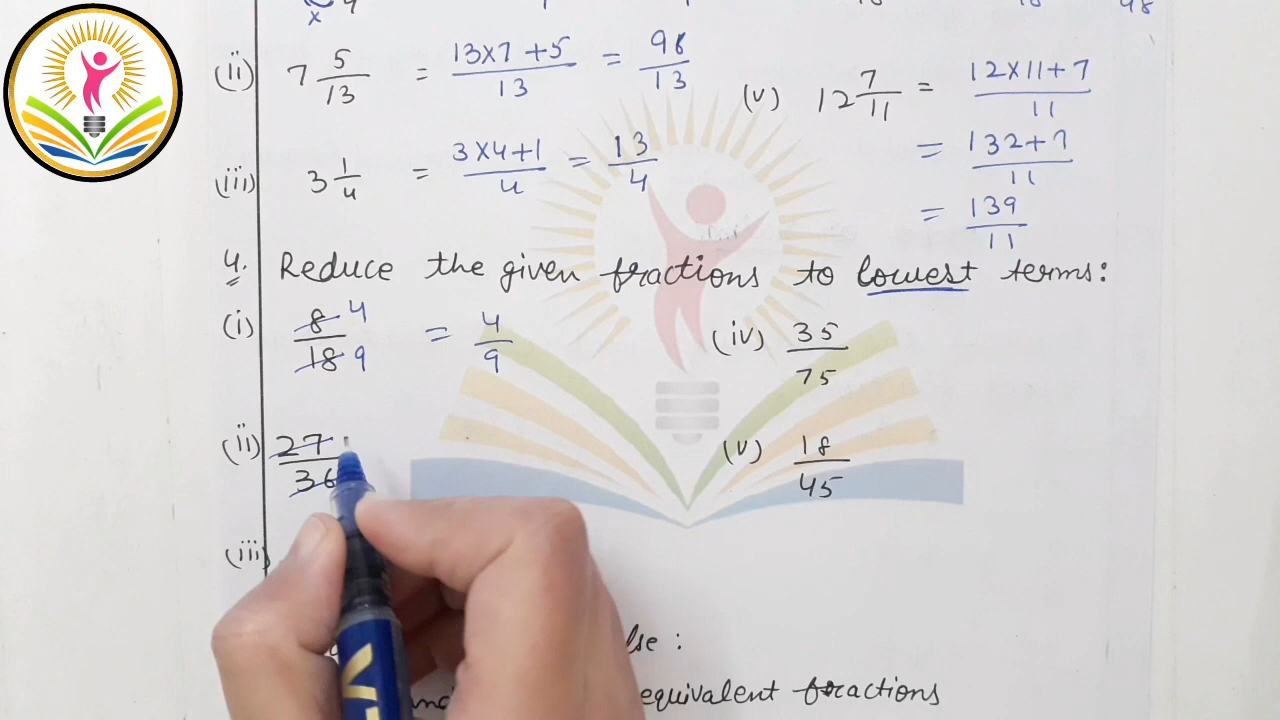 (ii) 7 5/13 = 13×7+5/13 = 96/13
(iii) 3 1/4 = 3×4+1/4 = 13/4
(v) 12 7/11 = 12×11+7/11
= 132+7/11
= 139/11
4. Reduce the given fractions to lowest terms:
(i) 8/18 4/9 = 4/9
(iv) 35/75
(ii) 27/36
(v) 18/45
(iii)
:
equivalent fractions